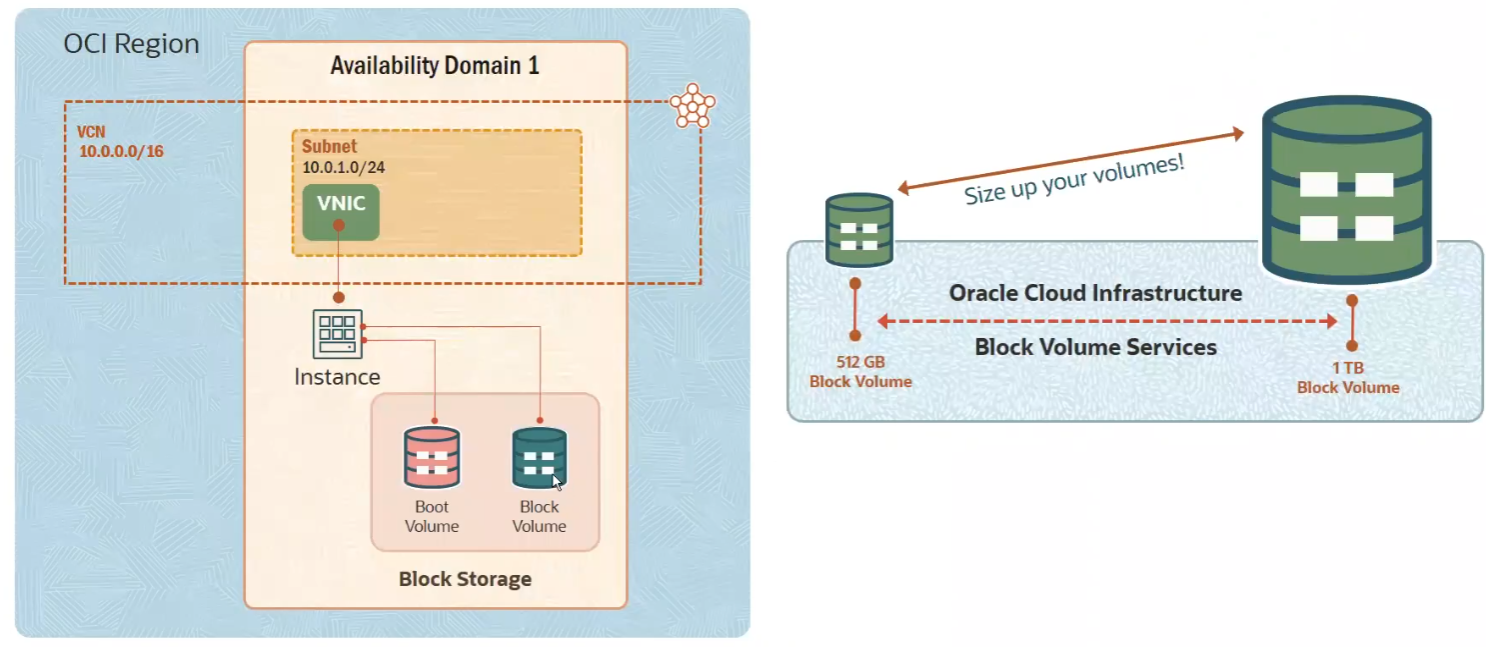 OCI Region
Availability Domain 1
VCN
10.0.0.0/16
Subnet
10.0.1.0/24
VNIC
Instance
Boot
Volume
Block
Volume
Block Storage
Size up your volumes!
Oracle Cloud Infrastructure
Block Volume Services
512 GB
Block Volume
1 TB
Block Volume